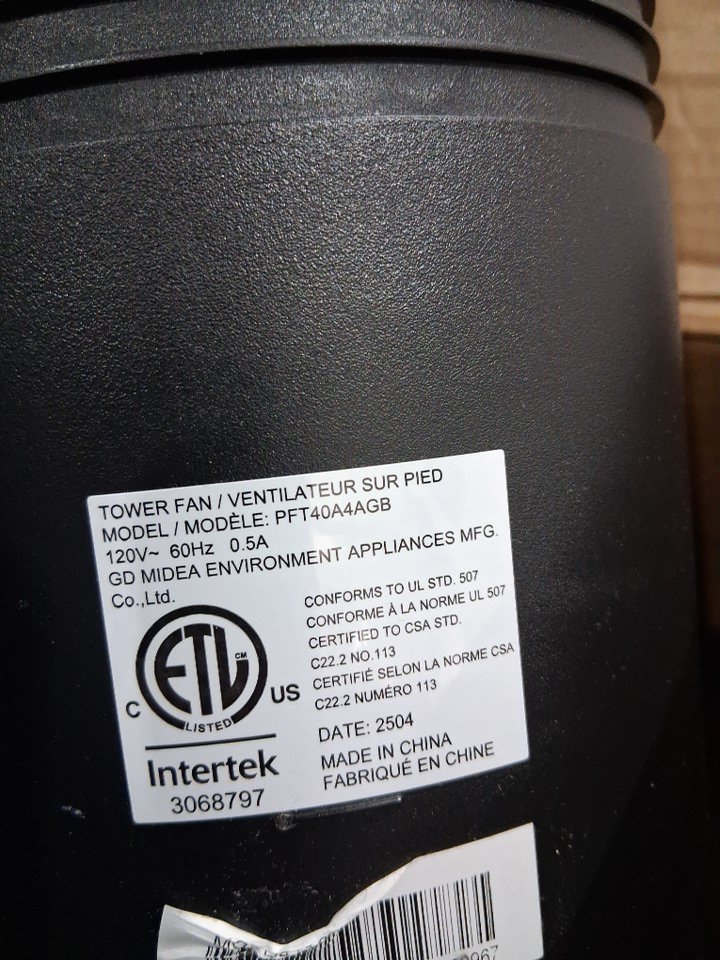 TOWER FAN / VENTILATEUR SUR PIED
MODEL / MODÈLE: PFT40A4AGB
120V~ 60Hz 0.5A
GD MIDEA ENVIRONMENT APPLIANCES MFG.
Co.,Ltd.
ETL CM
LISTED
C US
Intertek
3068797
CONFORMS TO UL STD. 507
CONFORME À LA NORME UL 507
CERTIFIED TO CSA STD.
C22.2 NO.113
CERTIFIÉ SELON LA NORME CSA
C22.2 NUMÉRO 113
DATE: 2504
MADE IN CHINA
FABRIQUÉ EN CHINE